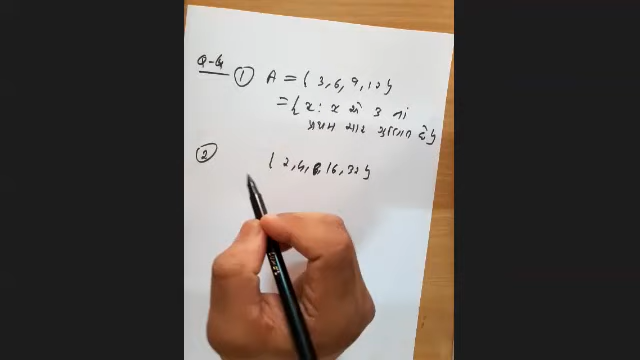 Q-4 ① A = { 3, 6, 9, 12 }
= { x : x એ 3 નાં
પ્રથમ ચાર ગુણિત છે }
② { 2, 4, 8, 16, 32 }